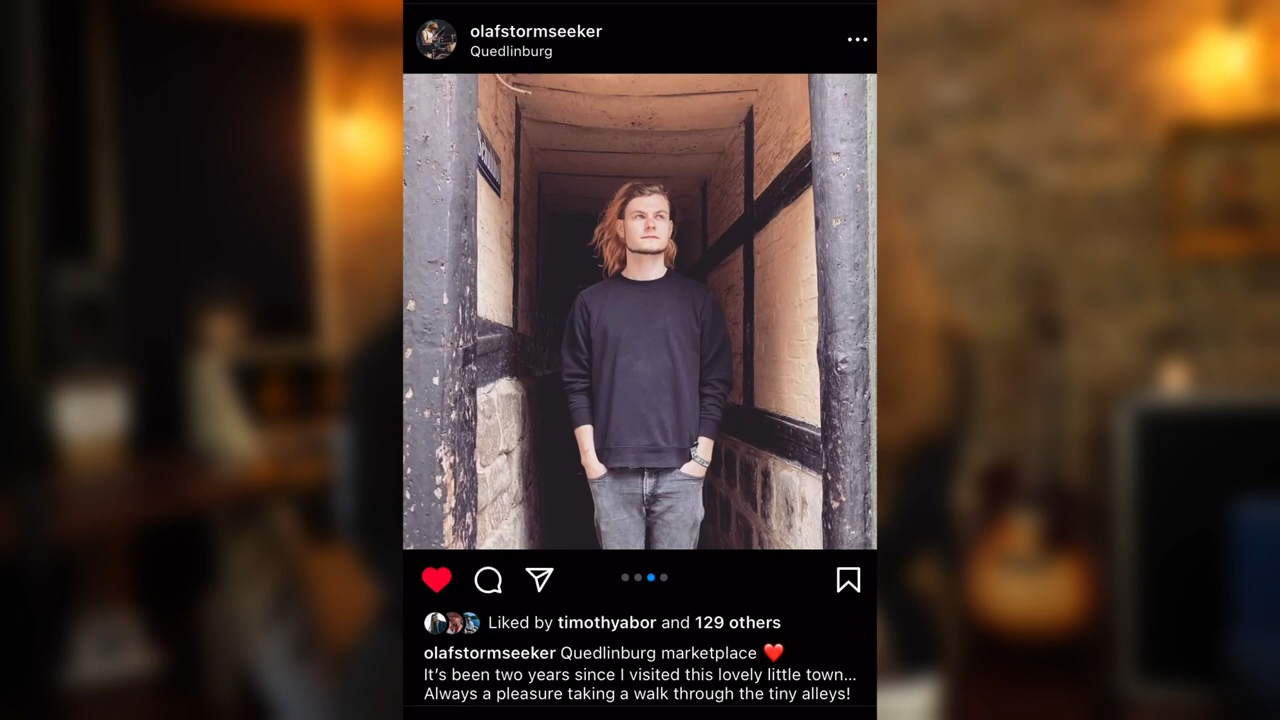 olafstormseeker
Quedlinburg
Liked by timothyabor and 129 others
olafstormseeker Quedlinburg marketplace ❤️
It’s been two years since I visited this lovely little town...
Always a pleasure taking a walk through the tiny alleys!